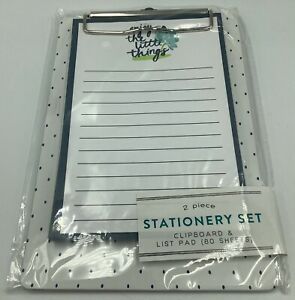 enjoy
the
little
things
2 piece
STATIONERY SET
CLIPBOARD &
LIST PAD (80 SHEETS)